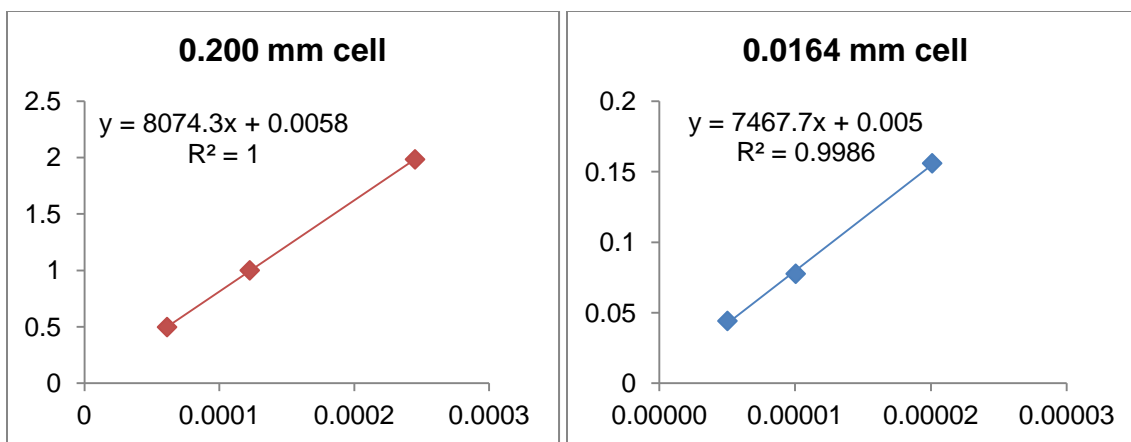 0.200 mm cell
2.5
2
1.5
1
0.5
0
y = 8074.3x + 0.0058
R² = 1
0 0.0001 0.0002 0.0003
0.0164 mm cell
0.2
0.15
0.1
0.05
0
y = 7467.7x + 0.005
R² = 0.9986
0.00000 0.00001 0.00002 0.00003